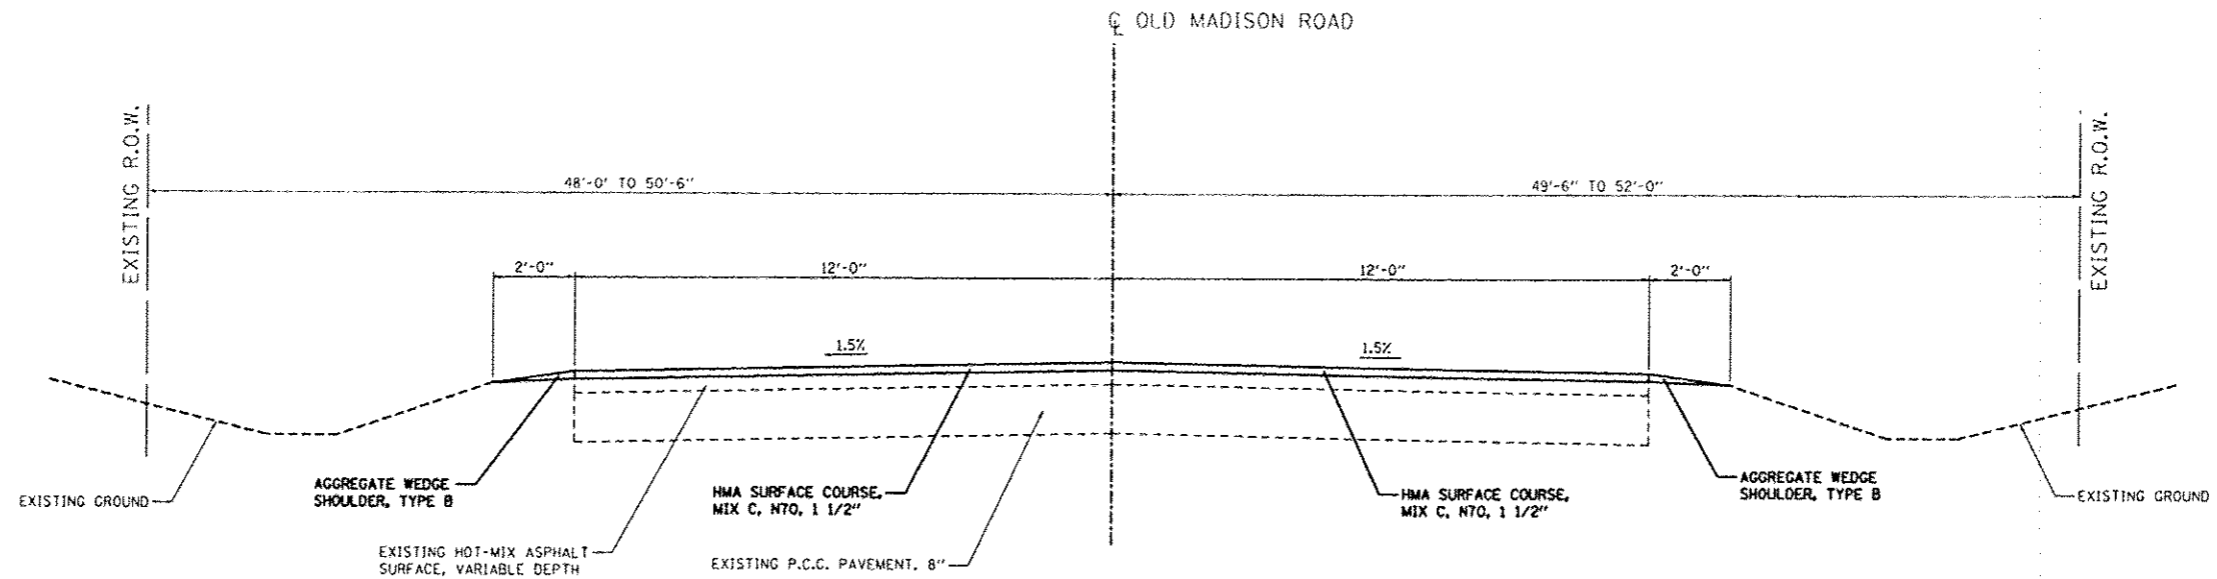 ℄ OLD MADISON ROAD
EXISTING R.O.W.
EXISTING R.O.W.
48'-0' TO 50'-6"
49'-6" TO 52'-0"
2'-0"
12'-0"
12'-0"
2'-0"
1.5%
1.5%
EXISTING GROUND
AGGREGATE WEDGE
SHOULDER, TYPE B
HMA SURFACE COURSE,
MIX C, N70, 1 1/2"
HMA SURFACE COURSE,
MIX C, N70, 1 1/2"
AGGREGATE WEDGE
SHOULDER, TYPE B
EXISTING GROUND
EXISTING HOT-MIX ASPHALT
SURFACE, VARIABLE DEPTH
EXISTING P.C.C. PAVEMENT, 8"